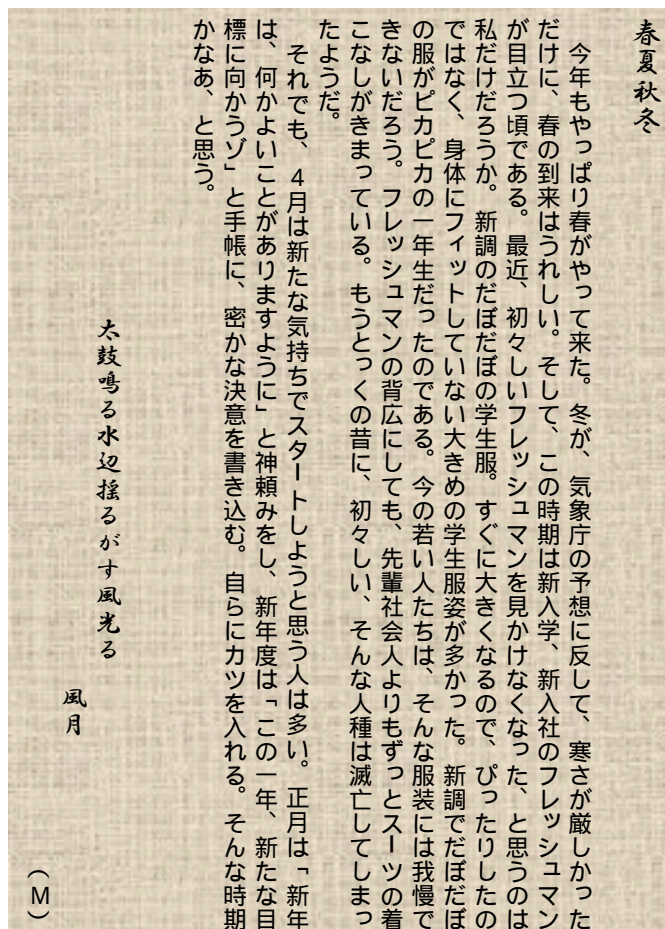 春夏秋冬
　今年もやっぱり春がやって来た。冬が、気象庁の予想に反して、寒さが厳しかった
だけに、春の到来はうれしい。そして、この時期は新入学、新入社のフレッシュマン
が目立つ頃である。最近、初々しいフレッシュマンを見かけなくなった、と思うのは
私だけだろうか。新調のだぼだぼの学生服。すぐに大きくなるので、ぴったりしたの
ではなく、身体にフィットしていない大きめの学生服姿が多かった。新調でだぼだぼ
の服がピカピカの一年生だったのである。今の若い人たちは、そんな服装には我慢で
きないだろう。フレッシュマンの背広にしても、先輩社会人よりもずっとスーツの着
こなしがきまっている。もうとっくの昔に、初々しい、そんな人種は滅亡してしまっ
たようだ。
　それでも、4月は新たな気持ちでスタートしようと思う人は多い。正月は「新年
は、何かよいことがありますように」と神頼みをし、新年度は「この一年、新たな目
標に向かうゾ」と手帳に、密かな決意を書き込む。自らにカツを入れる。そんな時期
かなあ、と思う。
太鼓鳴る水辺揺るがす風光る
風月
（M）